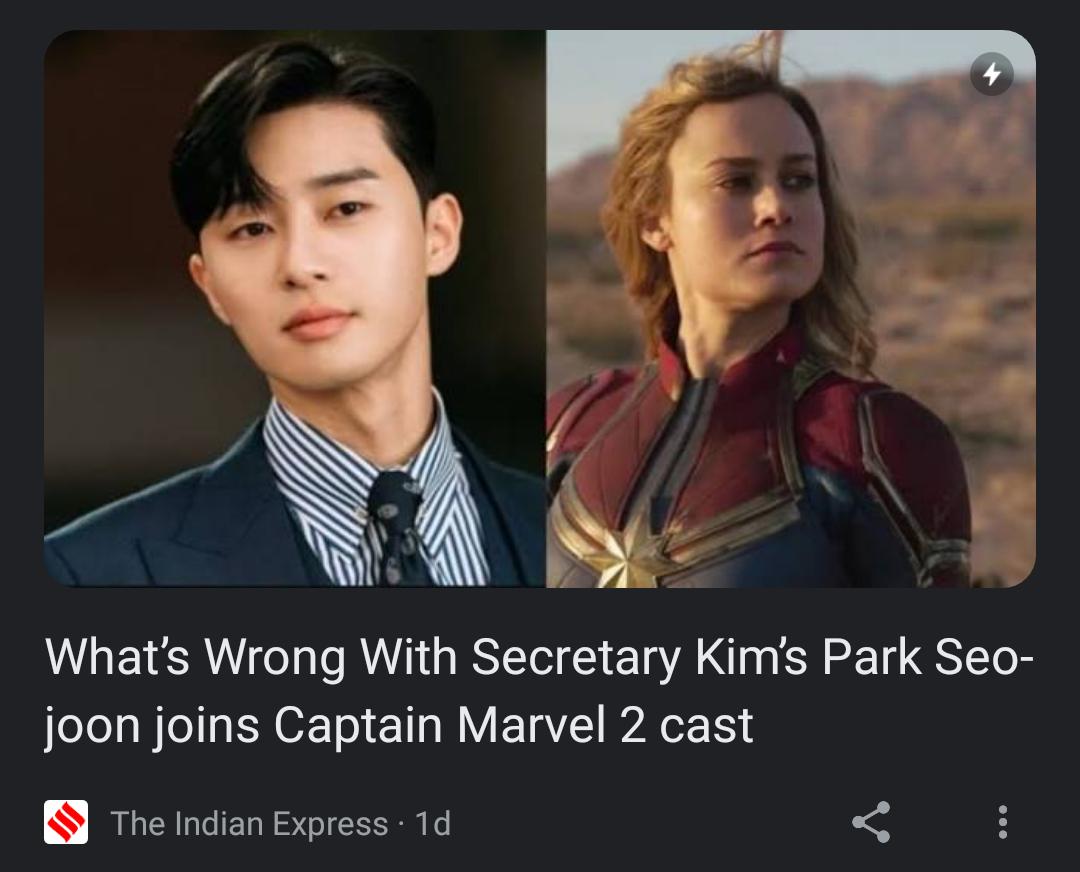 What’s Wrong With Secretary Kim’s Park Seo-
joon joins Captain Marvel 2 cast
The Indian Express · 1d